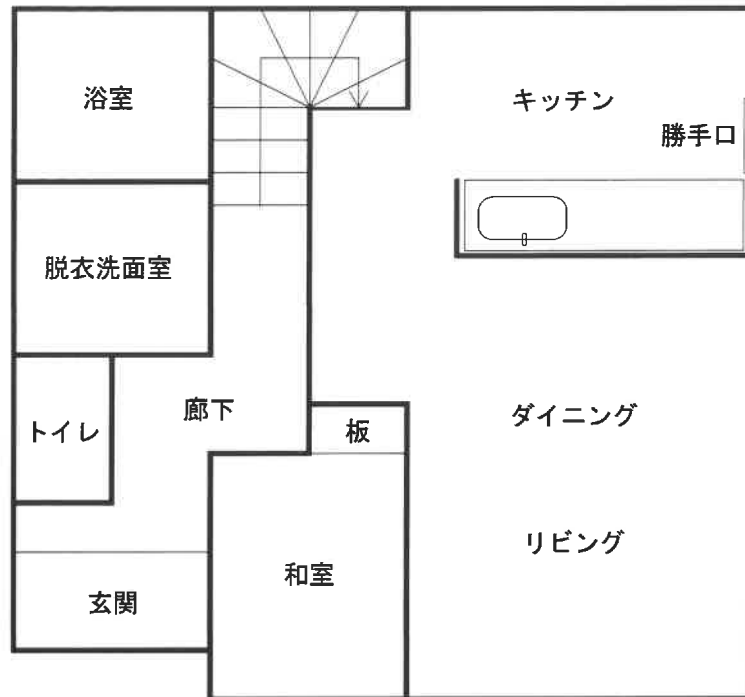 浴室
キッチン
勝手口
脱衣洗面室
廊下
トイレ
板
ダイニング
リビング
和室
玄関